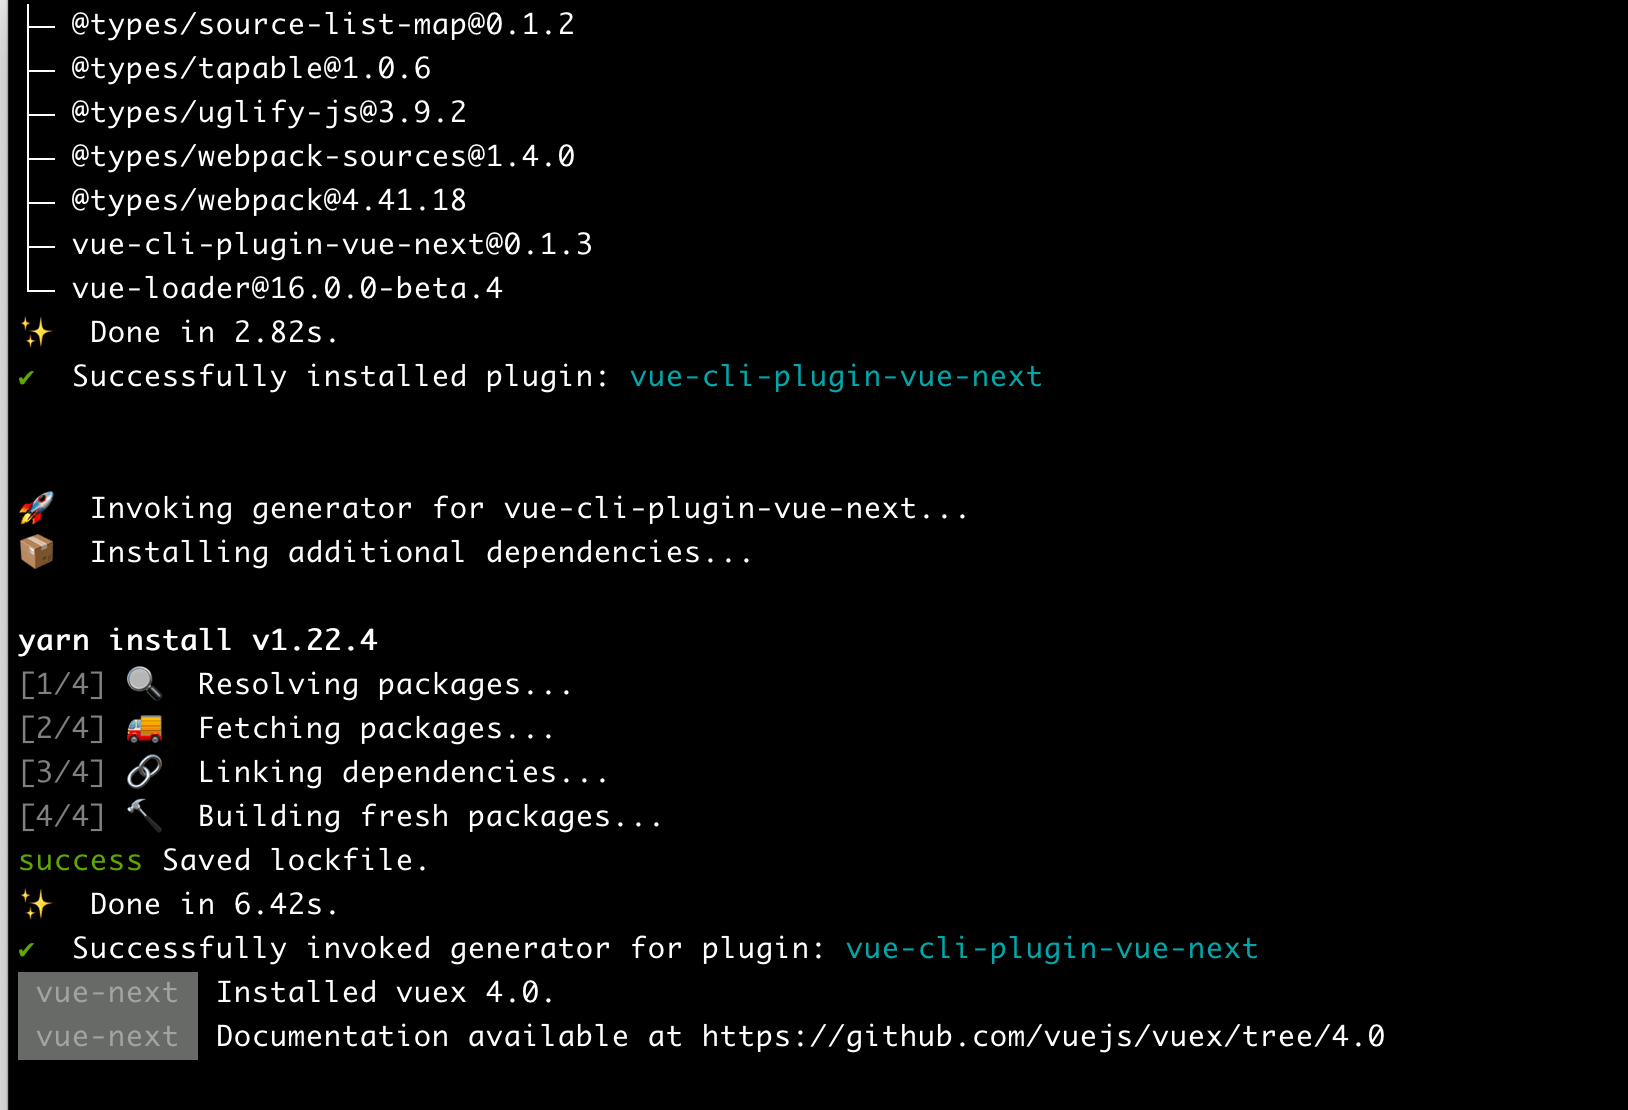 ├─ @types/source-list-map@0.1.2
├─ @types/tapable@1.0.6
├─ @types/uglify-js@3.9.2
├─ @types/webpack-sources@1.4.0
├─ @types/webpack@4.41.18
├─ vue-cli-plugin-vue-next@0.1.3
└─ vue-loader@16.0.0-beta.4
✨  Done in 2.82s.
✔  Successfully installed plugin: vue-cli-plugin-vue-next
🚀  Invoking generator for vue-cli-plugin-vue-next...
📦  Installing additional dependencies...
yarn install v1.22.4
[1/4] 🔍  Resolving packages...
[2/4] 🚚  Fetching packages...
[3/4] 🔗  Linking dependencies...
[4/4] 🔨  Building fresh packages...
success Saved lockfile.
✨  Done in 6.42s.
✔  Successfully invoked generator for plugin: vue-cli-plugin-vue-next
vue-next  Installed vuex 4.0.
vue-next  Documentation available at https://github.com/vuejs/vuex/tree/4.0